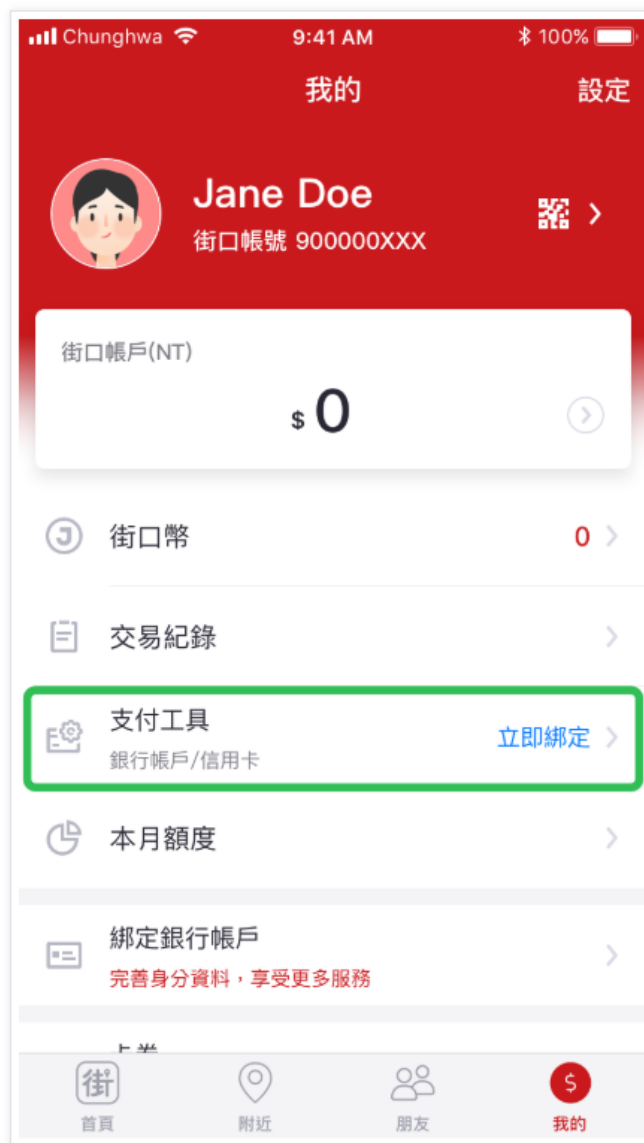 Chunghwa 9:41 AM 100%
我的 設定
Jane Doe
街口帳號 900000XXX
街口帳戶(NT)
$ 0
J 街口幣 0
交易紀錄
支付工具
立即綁定
銀行帳戶/信用卡
本月額度
綁定銀行帳戶
完善身分資料，享受更多服務
街 $
首頁 附近 朋友 我的